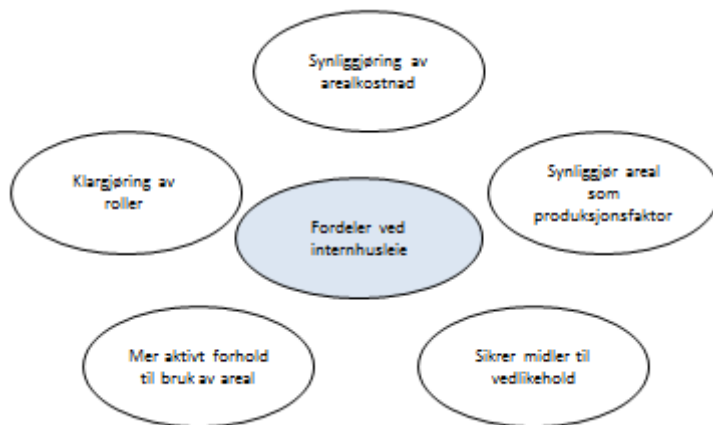 Synliggjøring av
arealkostnad
Klargjøring av
roller
Synliggjør areal
som
produksjonsfaktor
Fordeler ved
internhusleie
Mer aktivt forhold
til bruk av areal
Sikrer midler til
vedlikehold